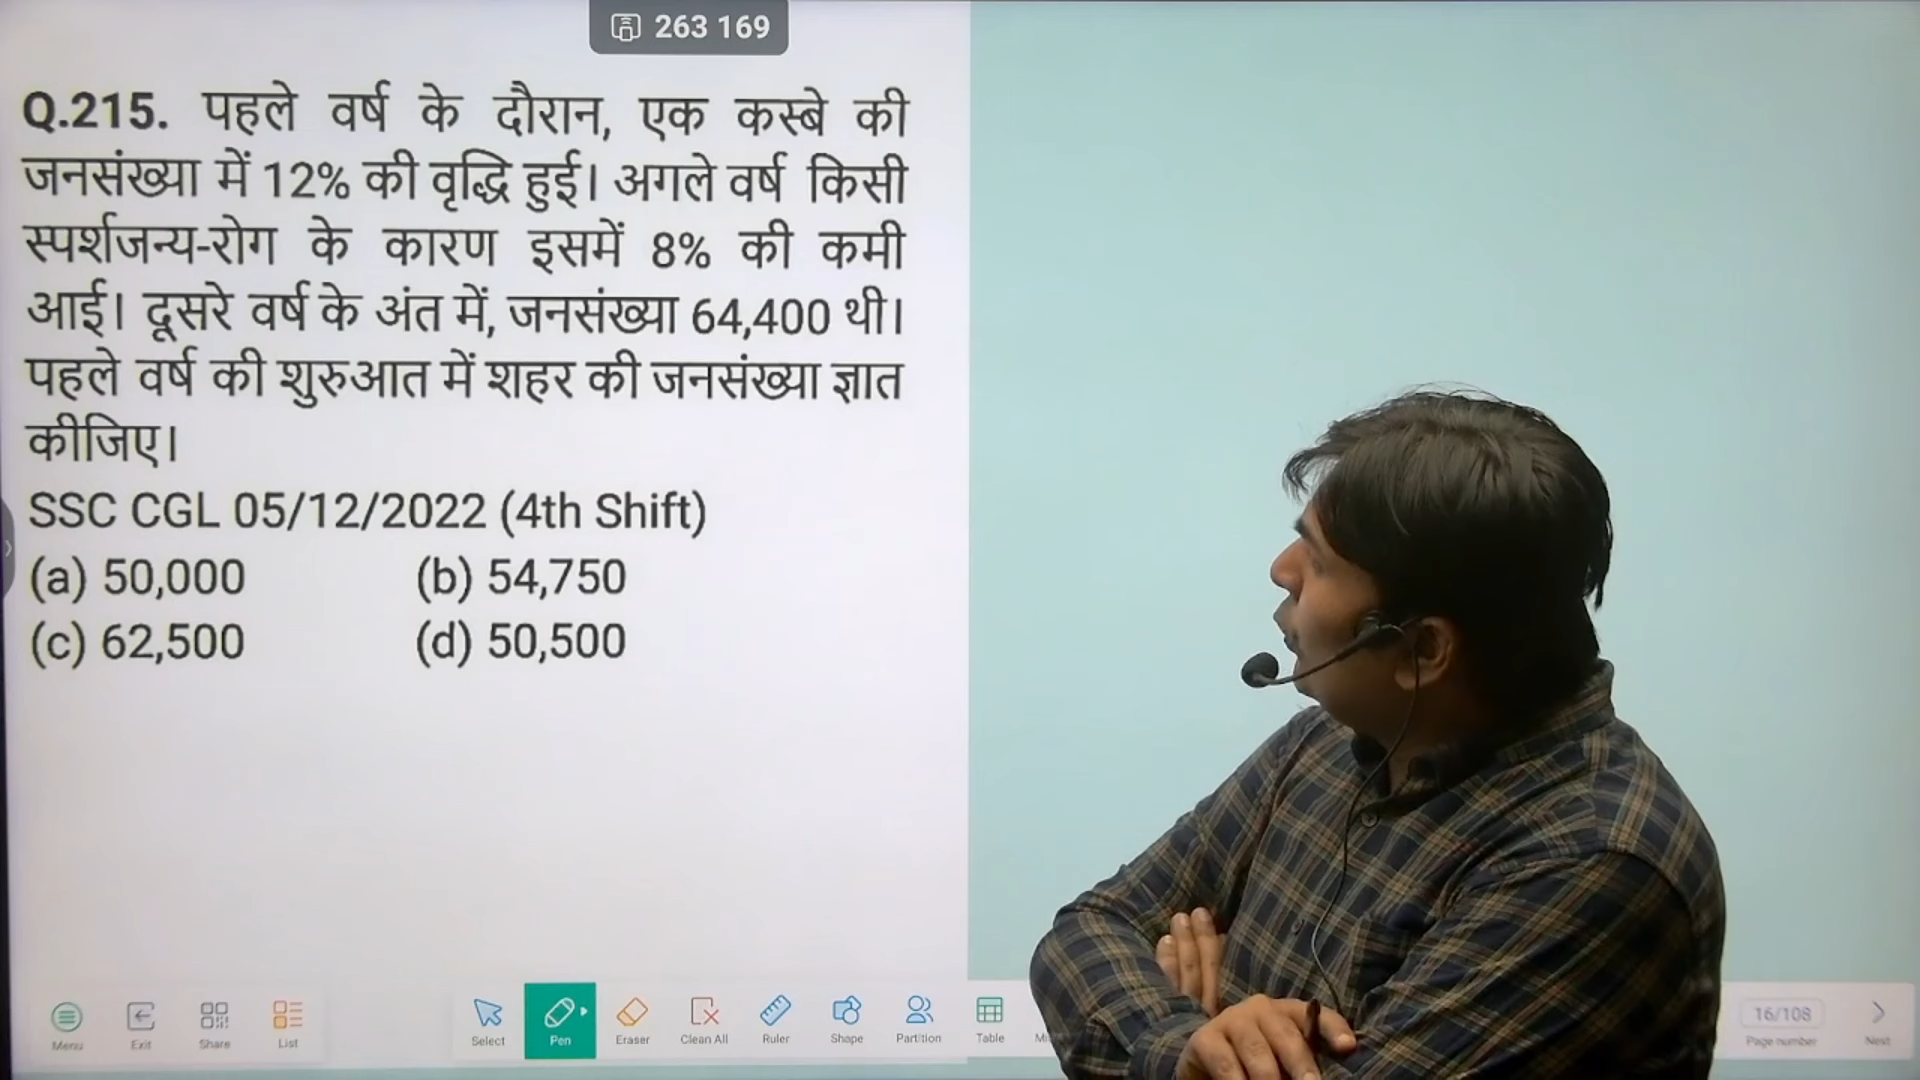 263 169
Q.215. पहले वर्ष के दौरान, एक कस्बे की
जनसंख्या में 12% की वृद्धि हुई। अगले वर्ष किसी
स्पर्शजन्य-रोग के कारण इसमें 8% की कमी
आई। दूसरे वर्ष के अंत में, जनसंख्या 64,400 थी।
पहले वर्ष की शुरुआत में शहर की जनसंख्या ज्ञात
कीजिए।
SSC CGL 05/12/2022 (4th Shift)
(a) 50,000 (b) 54,750
(c) 62,500 (d) 50,500
Menu Exit Share List Select Pen Eraser Clean All Ruler Shape Partition Table
16/108
Page number Next